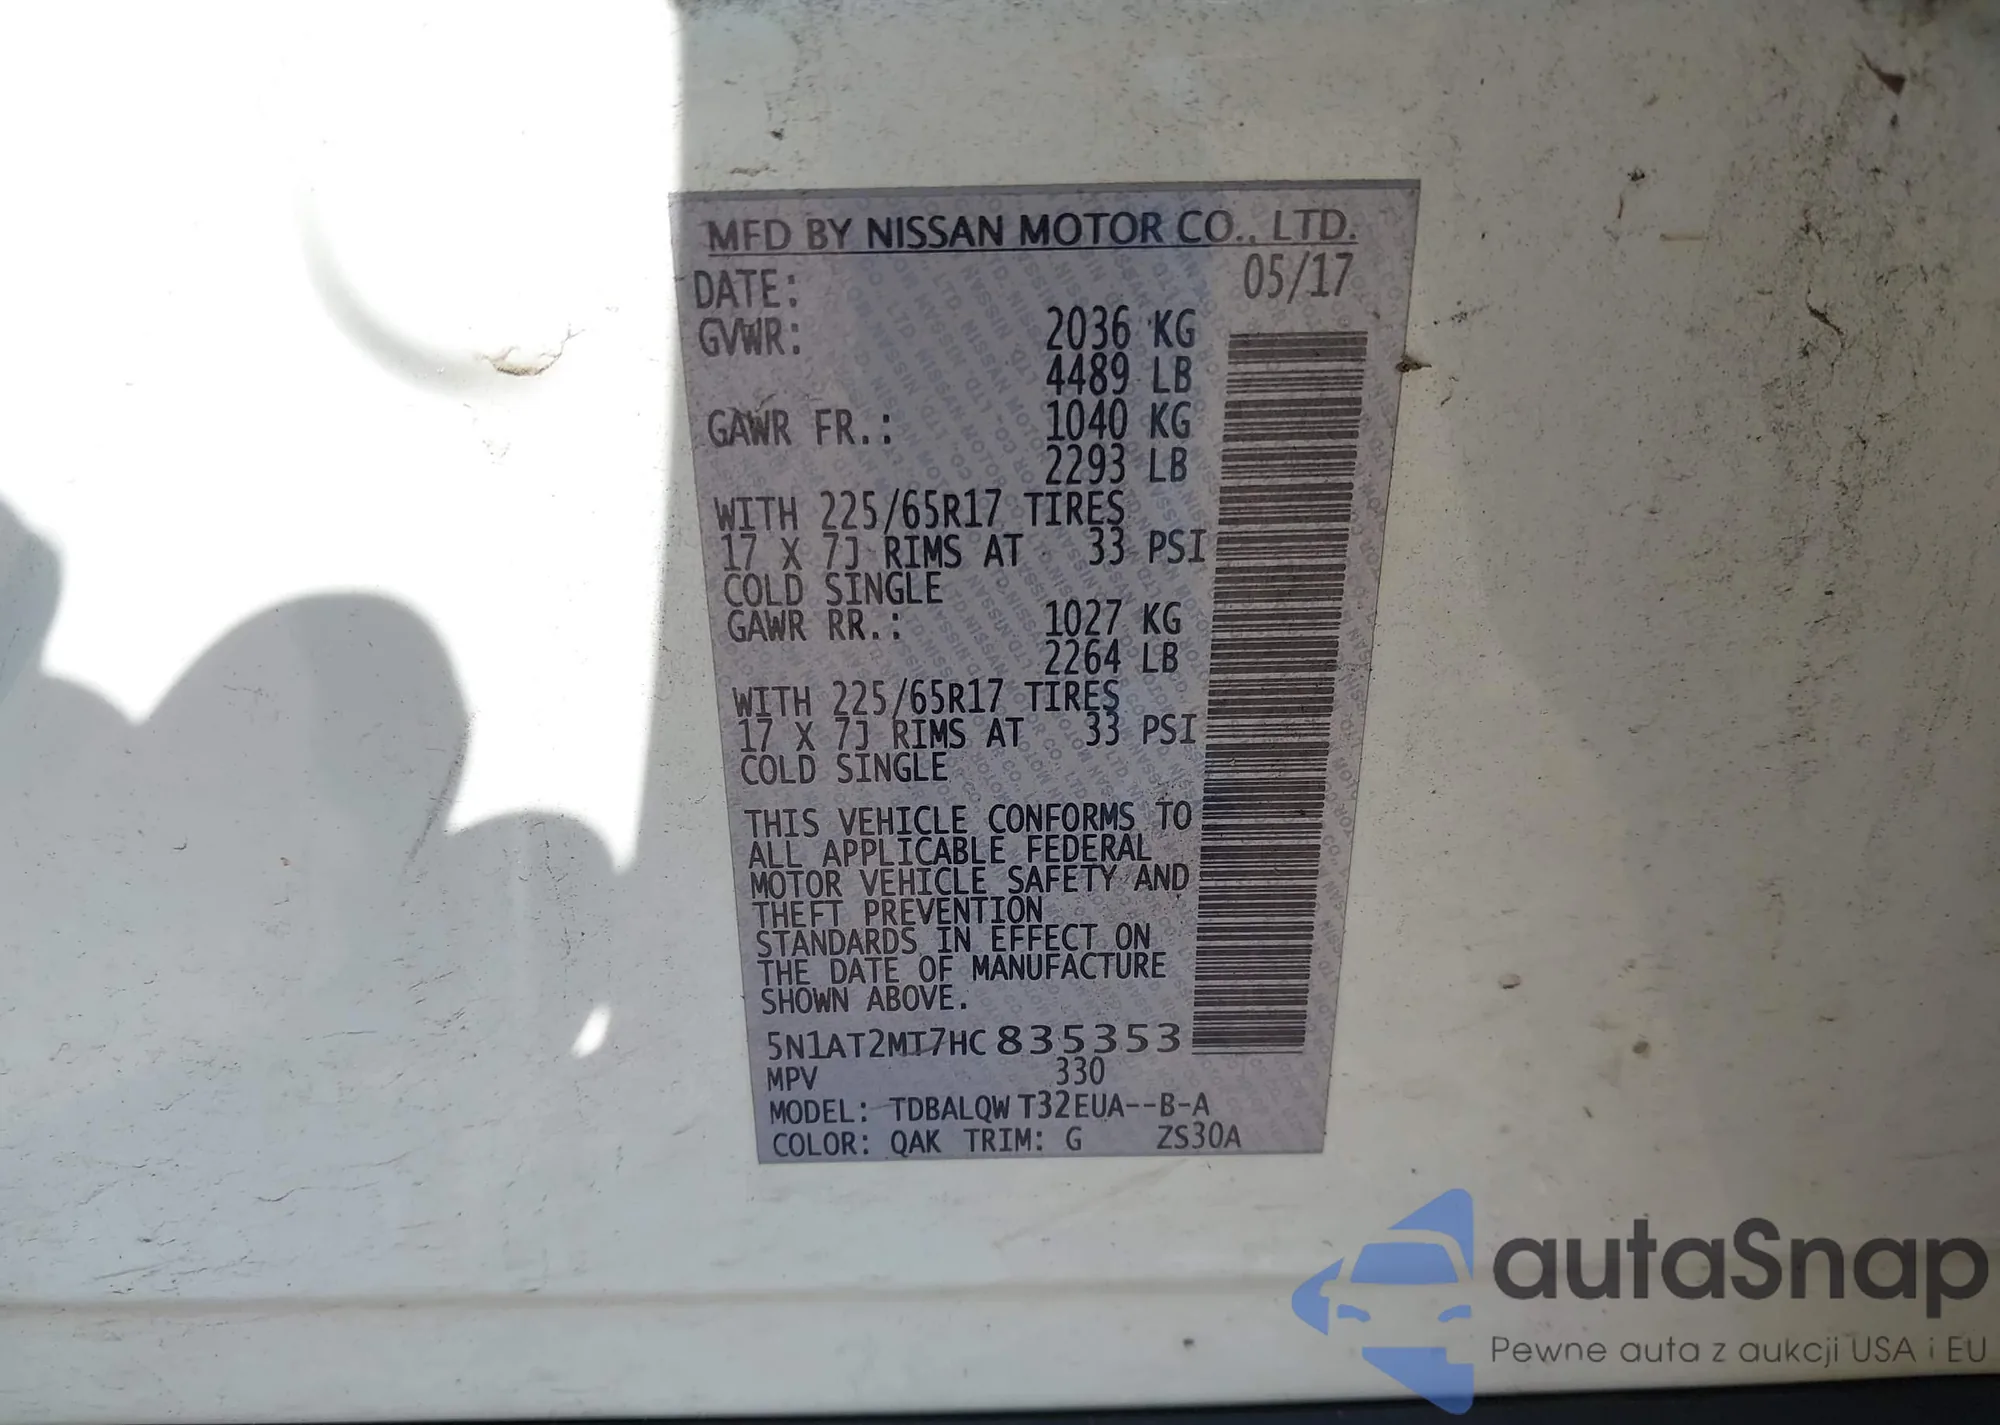 MFD BY NISSAN MOTOR CO., LTD.
DATE: 05/17
GVWR: 2036 KG
4489 LB
GAWR FR.: 1040 KG
2293 LB
WITH 225/65R17 TIRES
17 X 7J RIMS AT 33 PSI
COLD SINGLE
GAWR RR.: 1027 KG
2264 LB
WITH 225/65R17 TIRES
17 X 7J RIMS AT 33 PSI
COLD SINGLE
THIS VEHICLE CONFORMS TO
ALL APPLICABLE FEDERAL
MOTOR VEHICLE SAFETY AND
THEFT PREVENTION
STANDARDS IN EFFECT ON
THE DATE OF MANUFACTURE
SHOWN ABOVE.
5N1AT2MT7HC835353
MPV 330
MODEL: TDBALQW T32EUA--B-A
COLOR: QAK TRIM: G ZS30A
autaSnap
Pewne auta z aukcji USA i EU